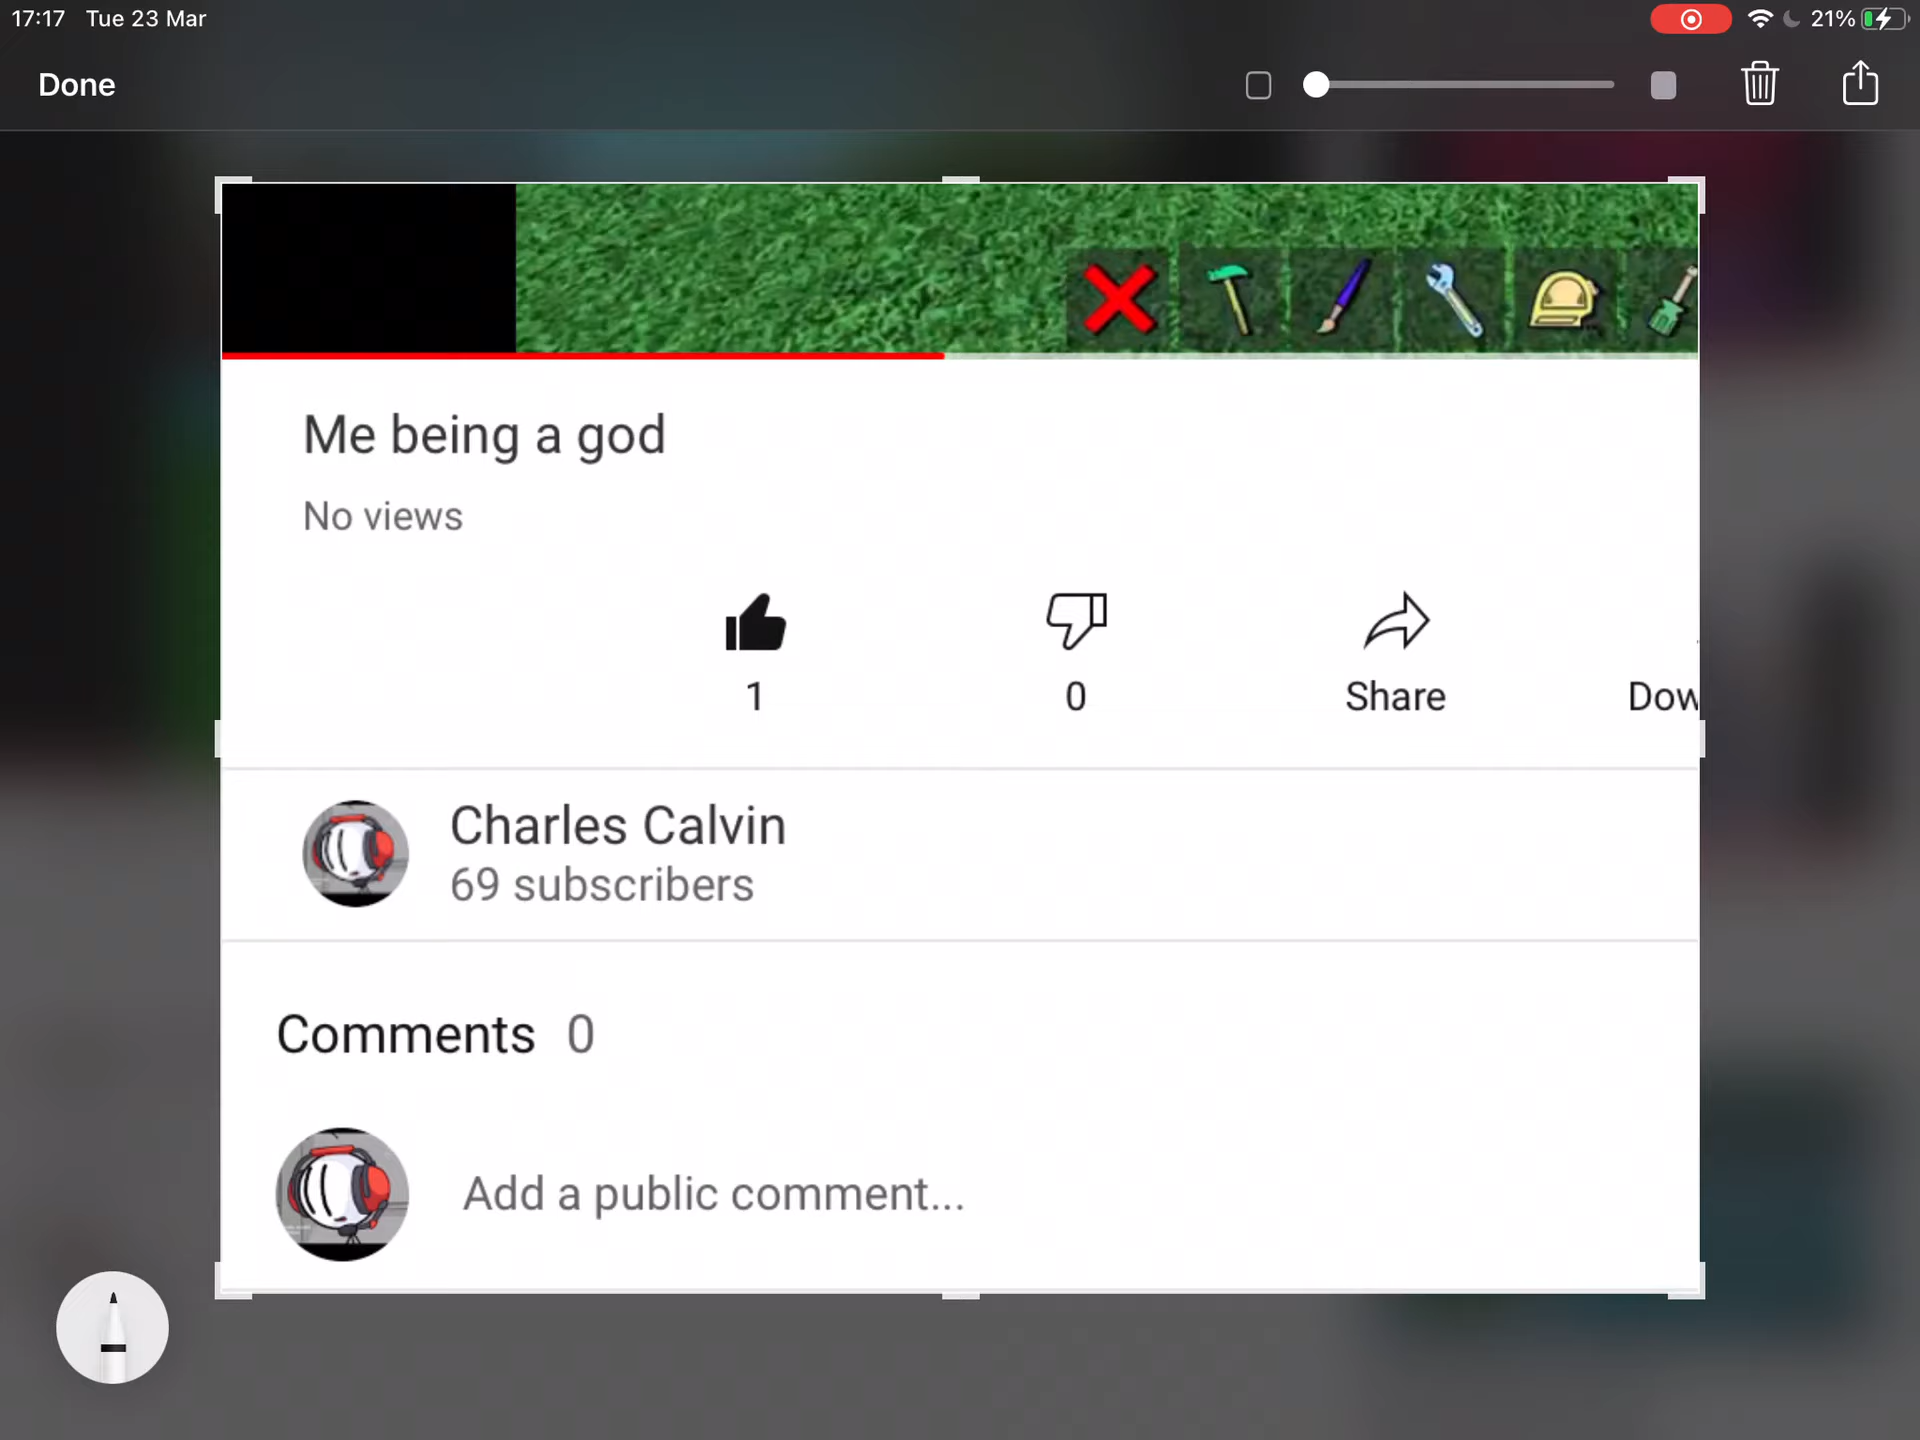 17:17 Tue 23 Mar
21%
Done
Me being a god
No views
1
0
Share
Dow
Charles Calvin
69 subscribers
Comments 0
Add a public comment...